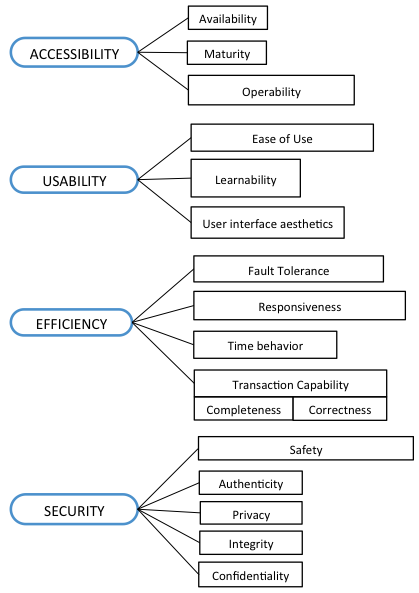 ACCESSIBILITY
Availability
Maturity
Operability
USABILITY
Ease of Use
Learnability
User interface aesthetics
EFFICIENCY
Fault Tolerance
Responsiveness
Time behavior
Transaction Capability
Completeness
Correctness
SECURITY
Safety
Authenticity
Privacy
Integrity
Confidentiality